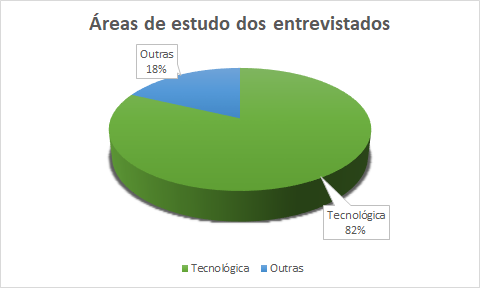 Áreas de estudo dos entrevistados
Outras
18%
Tecnológica
82%
Tecnológica Outras